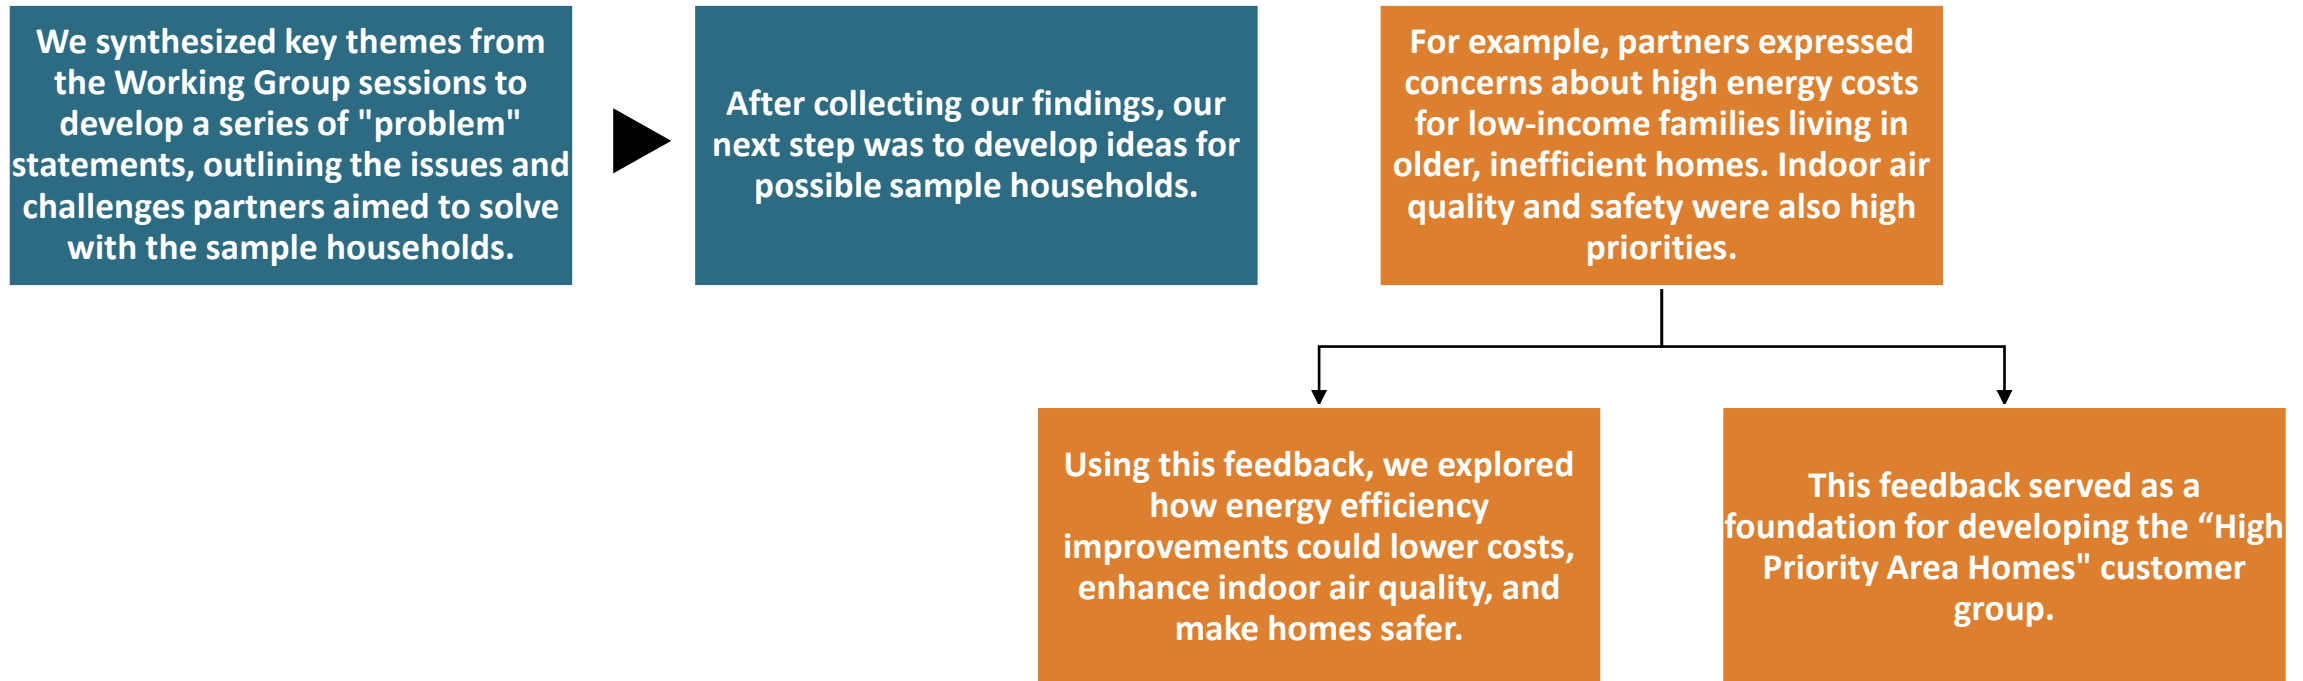 We synthesized key themes from
the Working Group sessions to
develop a series of "problem"
statements, outlining the issues and
challenges partners aimed to solve
with the sample households.
After collecting our findings, our
next step was to develop ideas for
possible sample households.
For example, partners expressed
concerns about high energy costs
for low-income families living in
older, inefficient homes. Indoor air
quality and safety were also high
priorities.
Using this feedback, we explored
how energy efficiency
improvements could lower costs,
enhance indoor air quality, and
make homes safer.
This feedback served as a
foundation for developing the “High
Priority Area Homes" customer
group.